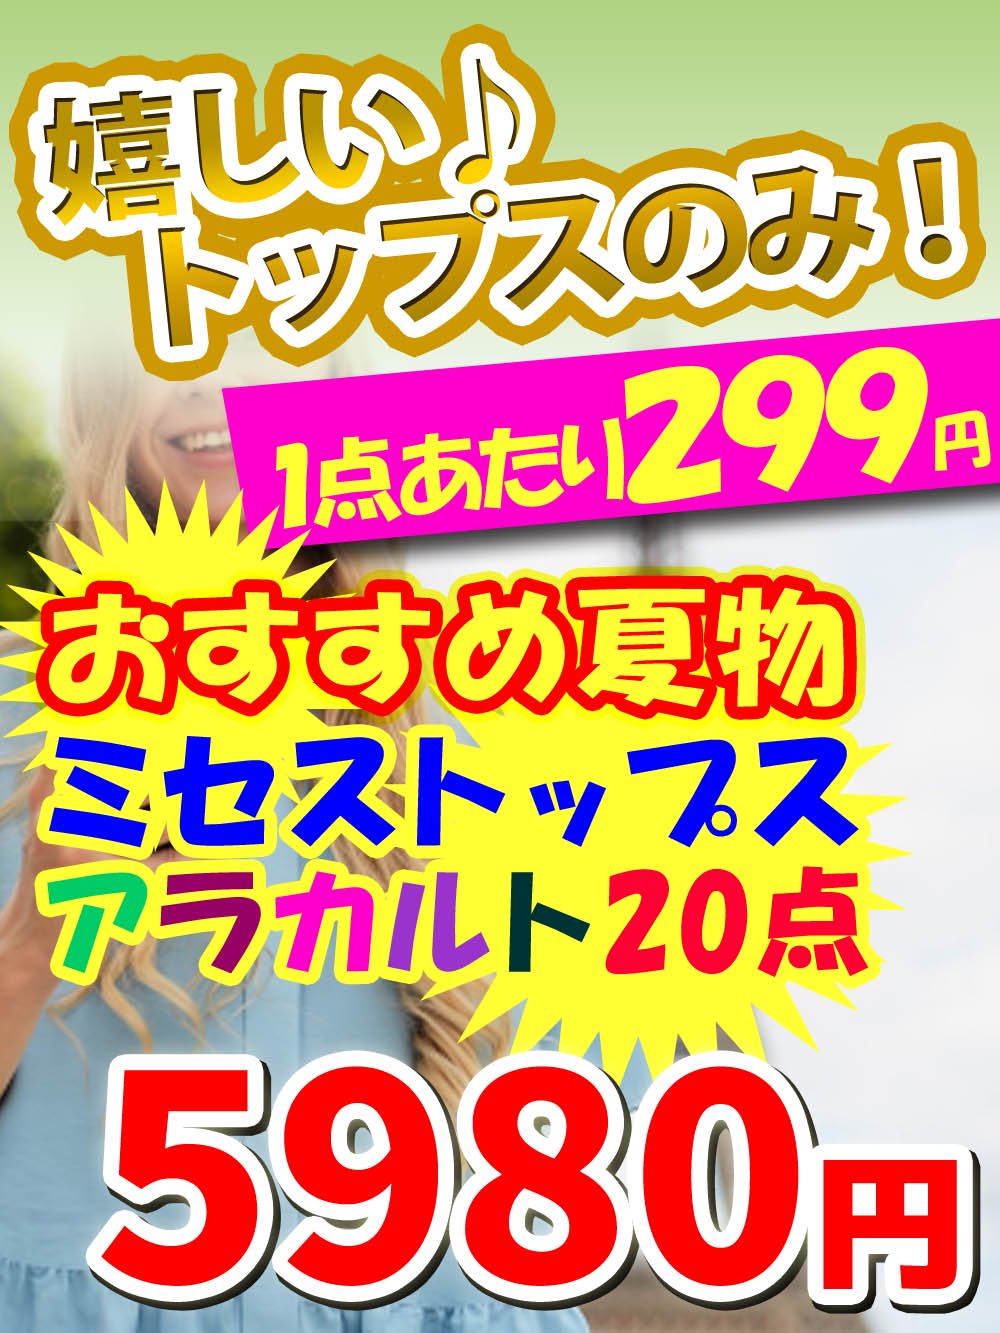 嬉しい♪
トップスのみ！
1点あたり299円
おすすめ夏物
ミセストップス
アラカルト20点
5980円